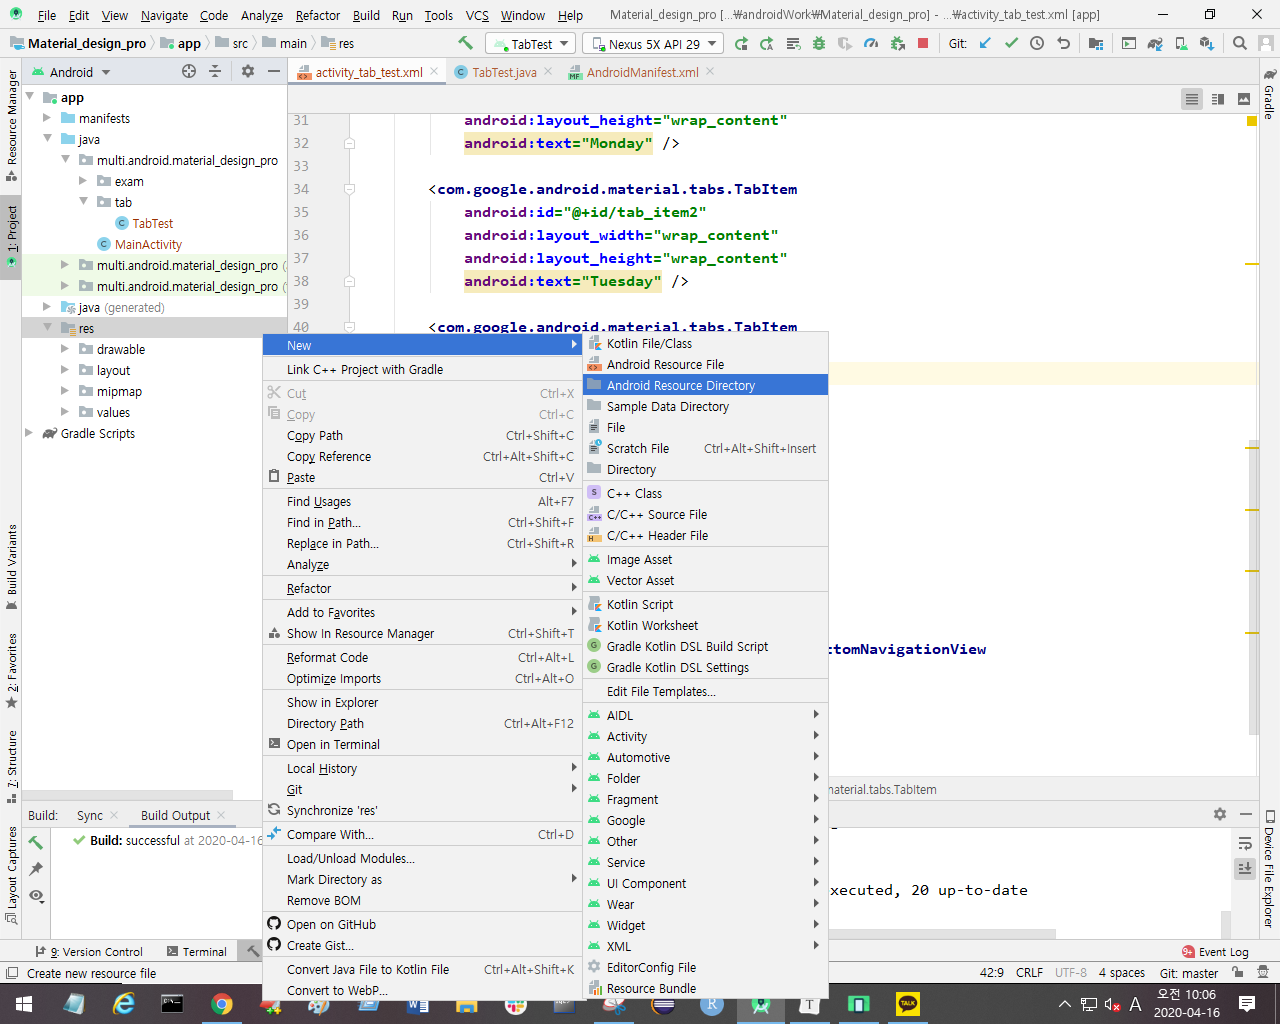 File Edit View Navigate Code Analyze Refactor Build Run Tools VCS Window Help Material_design_pro [...₩androidWork₩Material_design_pro] - ...₩activity_tab_test.xml [app]
Material_design_pro app src main res TabTest Nexus 5X API 29 Git:
Android activity_tab_test.xml TabTest.java AndroidManifest.xml
Resource Manager
1: Project
Build Variants
2: Favorites
7: Structure
Layout Captures
Gradle
Device File Explorer
app
manifests
java
multi.android.material_design_pro
exam
tab
TabTest
MainActivity
multi.android.material_design_pro
multi.android.material_design_pro
java (generated)
res
drawable
layout
mipmap
values
Gradle Scripts
31 android:layout_height="wrap_content"
32 android:text="Monday" />
33
34 <com.google.android.material.tabs.TabItem
35 android:id="@+id/tab_item2"
36 android:layout_width="wrap_content"
37 android:layout_height="wrap_content"
38 android:text="Tuesday" />
39
40 <com.google.android.material.tabs.TabItem
ttomNavigationView
material.tabs.TabItem
New
Link C++ Project with Gradle
Cut Ctrl+X
Copy Ctrl+C
Copy Path Ctrl+Shift+C
Copy Reference Ctrl+Alt+Shift+C
Paste Ctrl+V
Find Usages Alt+F7
Find in Path... Ctrl+Shift+F
Replace in Path... Ctrl+Shift+R
Analyze
Refactor
Add to Favorites
Show In Resource Manager Ctrl+Shift+T
Reformat Code Ctrl+Alt+L
Optimize Imports Ctrl+Alt+O
Show in Explorer
Directory Path Ctrl+Alt+F12
Open in Terminal
Local History
Git
Synchronize 'res'
Compare With... Ctrl+D
Load/Unload Modules...
Mark Directory as
Remove BOM
Open on GitHub
Create Gist...
Convert Java File to Kotlin File Ctrl+Alt+Shift+K
Convert to WebP...
Kotlin File/Class
Android Resource File
Android Resource Directory
Sample Data Directory
File
Scratch File Ctrl+Alt+Shift+Insert
Directory
C++ Class
C/C++ Source File
C/C++ Header File
Image Asset
Vector Asset
Kotlin Script
Kotlin Worksheet
Gradle Kotlin DSL Build Script
Gradle Kotlin DSL Settings
Edit File Templates...
AIDL
Activity
Automotive
Folder
Fragment
Google
Other
Service
UI Component
Wear
Widget
XML
EditorConfig File
Resource Bundle
Build: Sync Build Output
Build: successful at 2020-04-16
xecuted, 20 up-to-date
9: Version Control Terminal 9+ Event Log
Create new resource file 42:9 CRLF UTF-8 4 spaces Git: master
A 오전 10:06
2020-04-16